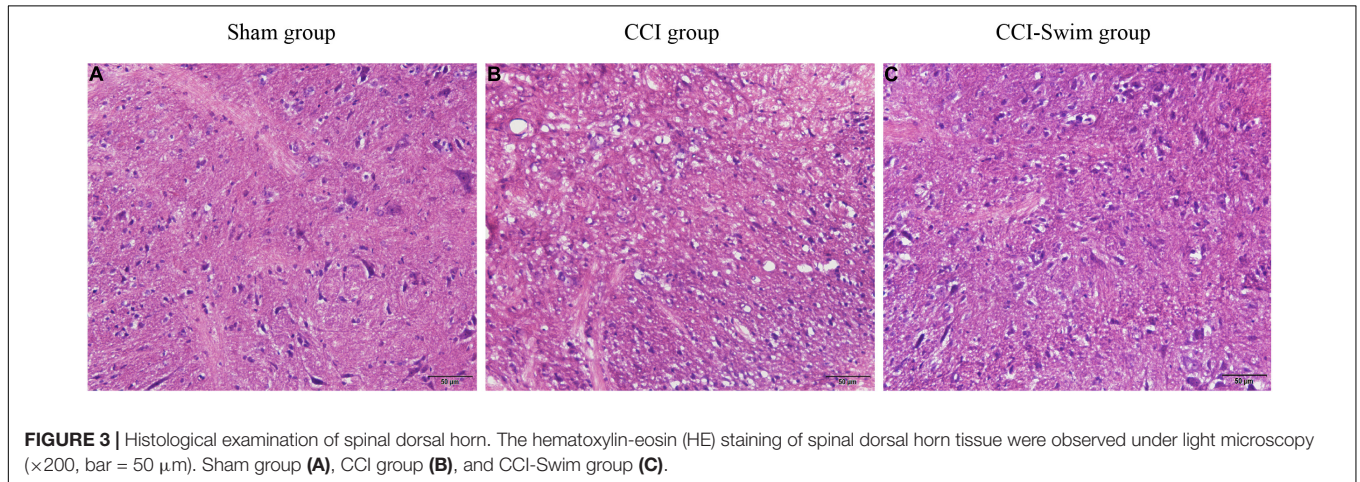 Sham group
CCI group
CCI-Swim group
A
B
C
50 μm
50 μm
50 μm
FIGURE 3 | Histological examination of spinal dorsal horn. The hematoxylin-eosin (HE) staining of spinal dorsal horn tissue were observed under light microscopy
(×200, bar = 50 μm). Sham group (A), CCI group (B), and CCI-Swim group (C).